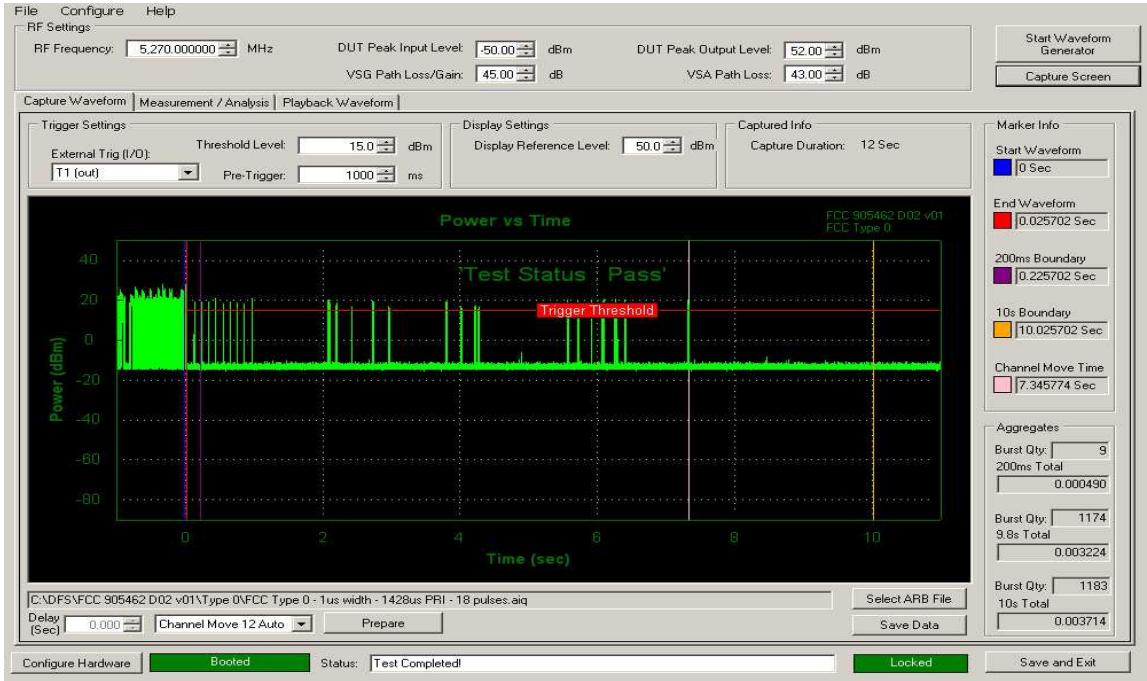 File Configure Help
RF Settings
RF Frequency: 5,270.000000 MHz
DUT Peak Input Level: -50.00 dBm
DUT Peak Output Level: 52.00 dBm
VSG Path Loss/Gain: 45.00 dB
VSA Path Loss: 43.00 dB
Start Waveform
Generator
Capture Screen
Capture Waveform Measurement / Analysis Playback Waveform
Trigger Settings
External Trig (I/O):
T1 (out)
Threshold Level: 15.0 dBm
Pre-Trigger: 1000 ms
Display Settings
Display Reference Level: 50.0 dBm
Captured Info
Capture Duration: 12 Sec
Marker Info
Start Waveform
0 Sec
End Waveform
0.025702 Sec
200ms Boundary
0.225702 Sec
10s Boundary
10.025702 Sec
Channel Move Time
7.345774 Sec
Power vs Time
FCC 905462 D02 v01
FCC Type 0
'Test Status : Pass'
Trigger Threshold
Power (dBm)
40
20
0
-20
-40
-60
-80
0 2 4 6 8 10
Time (sec)
Aggregates
Burst Qty: 9
200ms Total
0.000490
Burst Qty: 1174
9.8s Total
0.003224
Burst Qty: 1183
10s Total
0.003714
C:\DFS\FCC 905462 D02 v01\Type 0\FCC Type 0 - 1us width - 1428us PRI - 18 pulses.aiq
Select ARB File
Delay
(Sec) 0.000
Channel Move 12 Auto
Prepare
Save Data
Configure Hardware
Booted
Status: Test Completed!
Locked
Save and Exit